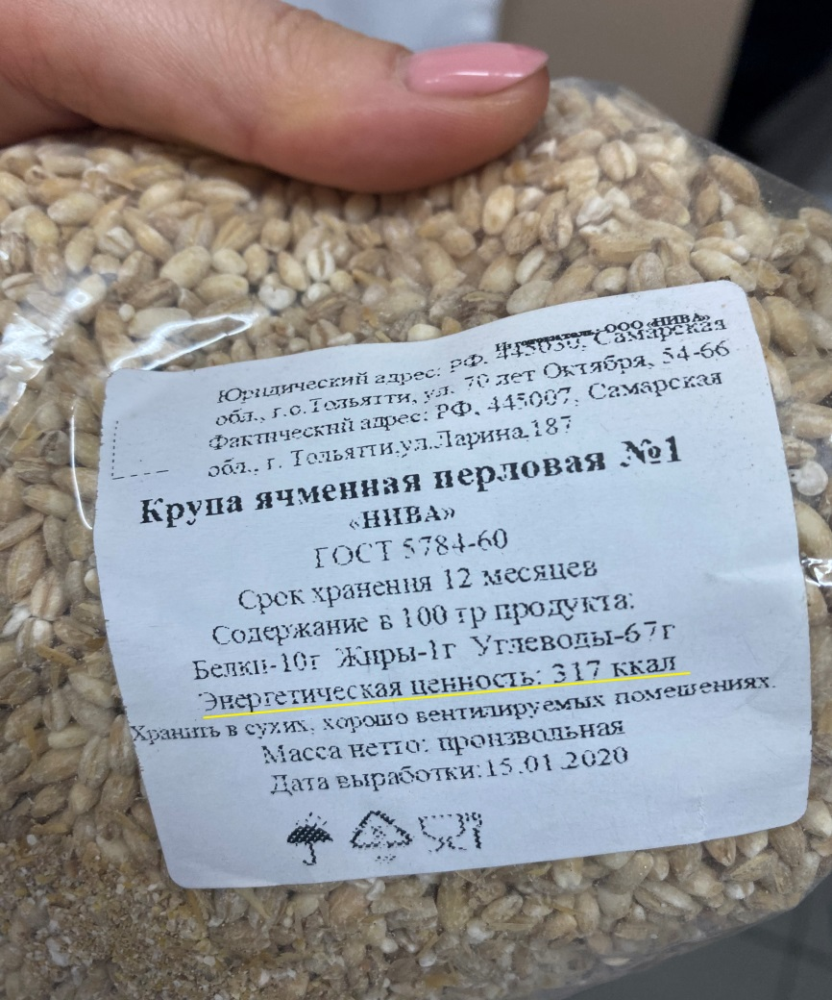 Изготовитель: ООО «НИВА»
Юридический адрес: РФ, 445030, Самарская
обл., г.о.Тольятти, ул. 70 лет Октября, 54-66
Фактический адрес: РФ, 445007, Самарская
обл., г. Тольятти,ул.Ларина,187
Крупа ячменная перловая №1
«НИВА»
ГОСТ 5784-60
Срок хранения 12 месяцев
Содержание в 100 гр продукта:
Белки-10г Жиры-1г Углеводы-67г
Энергетическая ценность: 317 ккал
Хранить в сухих, хорошо вентилируемых помещениях.
Масса нетто: произвольная
Дата выработки:15.01.2020